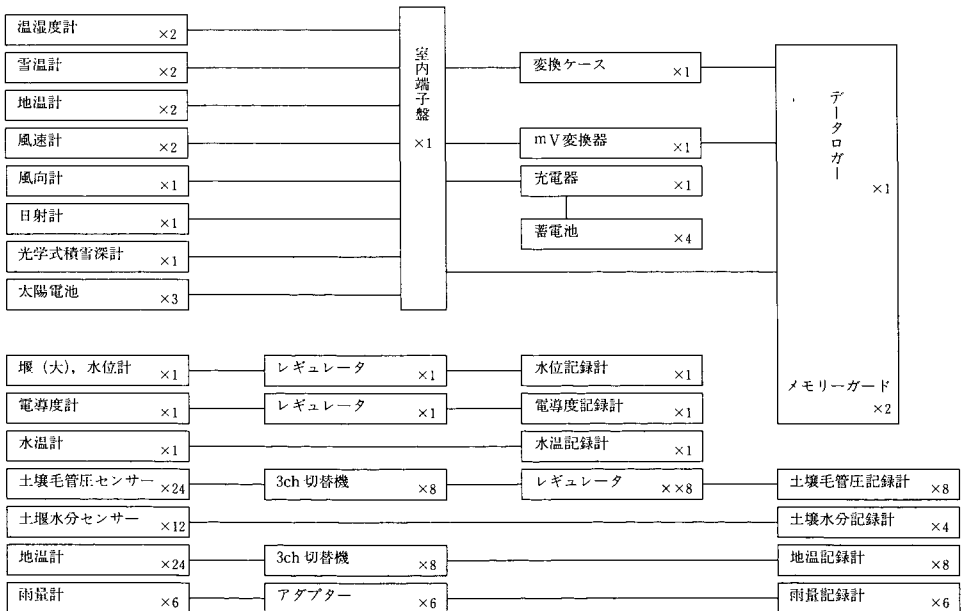 温湿度計 ×2
雪温計 ×2
地温計 ×2
風速計 ×2
風向計 ×1
日射計 ×1
光学式積雪深計 ×1
太陽電池 ×3
室内端子盤 ×1
変換ケース ×1
mV変換器 ×1
充電器 ×1
蓄電池 ×4
データロガー ×1
メモリーガード ×2
堰（大），水位計 ×1
レギュレータ ×1
水位記録計 ×1
電導度計 ×1
レギュレータ ×1
電導度記録計 ×1
水温計 ×1
水温記録計 ×1
土壌毛管圧センサー ×24
3ch 切替機 ×8
レギュレータ ××8
土壌毛管圧記録計 ×8
土堰水分センサー ×12
土壌水分記録計 ×4
地温計 ×24
3ch 切替機 ×8
地温記録計 ×8
雨量計 ×6
アダプター ×6
雨量記録計 ×6